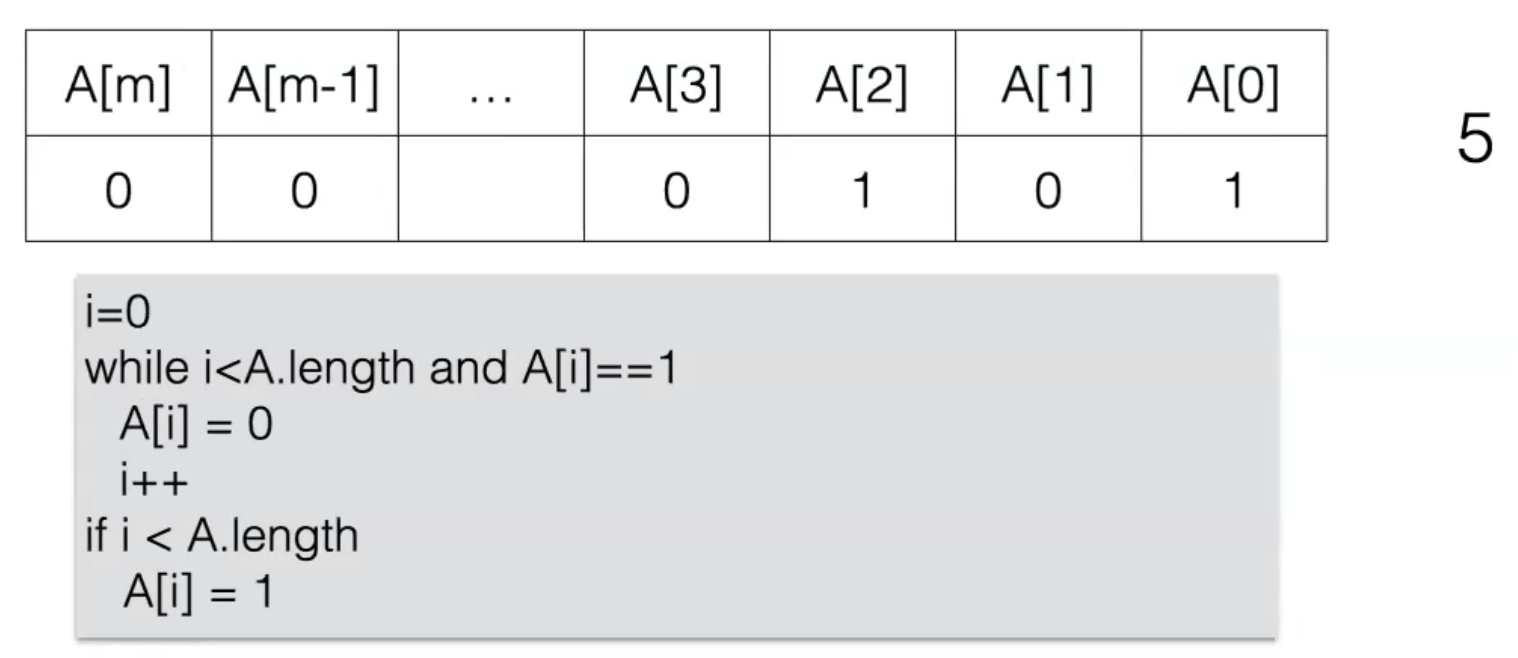 A[m] A[m-1] ... A[3] A[2] A[1] A[0]
5
0 0 0 1 0 1
i=0
while i<A.length and A[i]==1
A[i] = 0
i++
if i < A.length
A[i] = 1